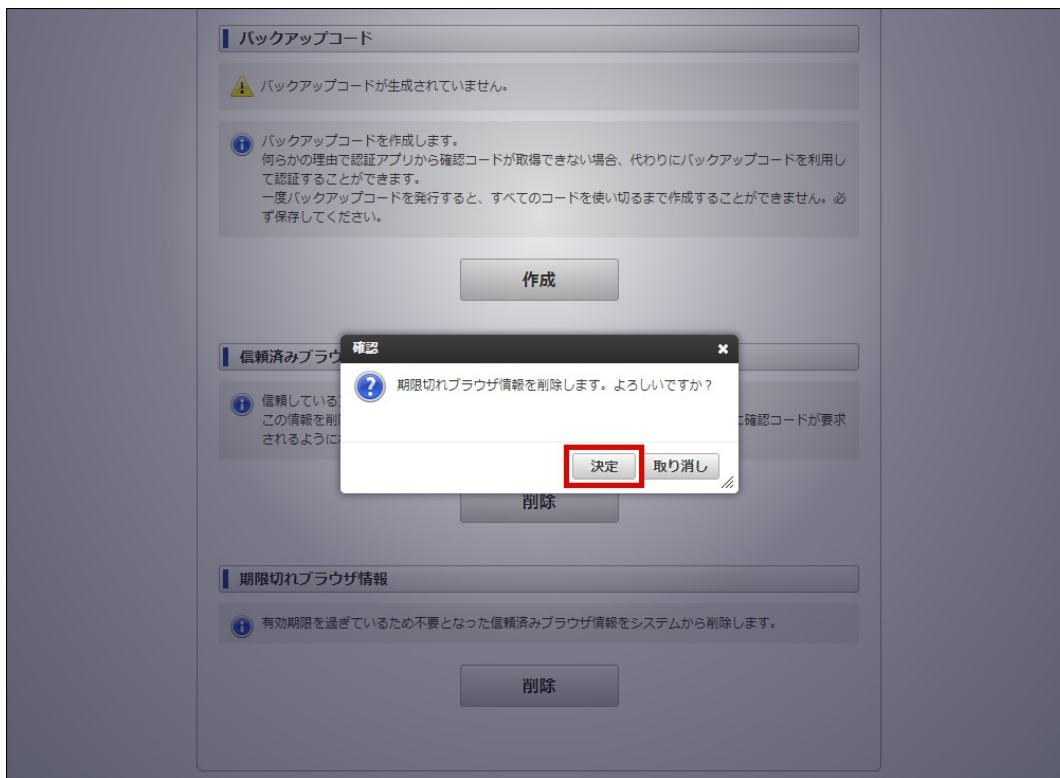 バックアップコード
バックアップコードが生成されていません。
バックアップコードを作成します。
何らかの理由で認証アプリから確認コードが取得できない場合、代わりにバックアップコードを利用し
て認証することができます。
一度バックアップコードを発行すると、すべてのコードを使い切るまで作成することができません。必
ず保存してください。
作成
信頼済みブラウ
確認
期限切れブラウザ情報を削除します。よろしいですか？
信頼している
この情報を削
に確認コードが要求
されるように
決定
取り消し
削除
期限切れブラウザ情報
有効期限を過ぎているため不要となった信頼済みブラウザ情報をシステムから削除します。
削除